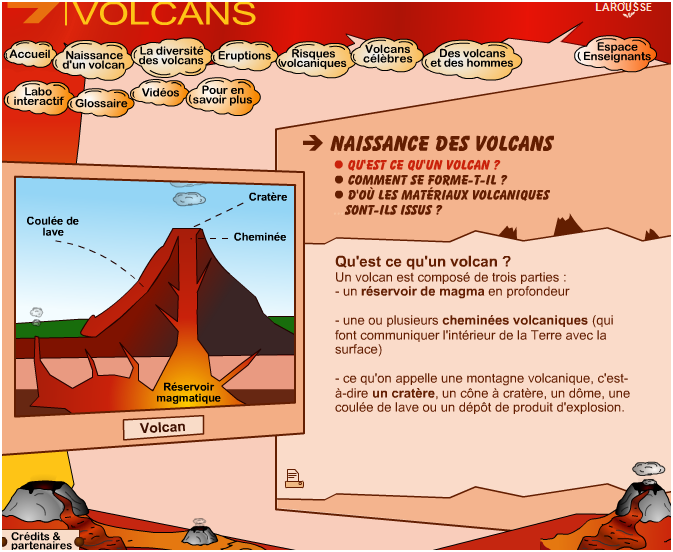 VOLCANS
LAROUSSE
Accueil
Naissance
d'un volcan
La diversité
des volcans
Eruptions
Risques
volcaniques
Volcans
célèbres
Des volcans
et des hommes
Espace
Enseignants
Labo
interactif
Glossaire
Vidéos
Pour en
savoir plus
NAISSANCE DES VOLCANS
QU'EST CE QU'UN VOLCAN ?
COMMENT SE FORME-T-IL ?
D'OÙ LES MATÉRIAUX VOLCANIQUES
SONT-ILS ISSUS ?
Cratère
Coulée de
lave
Cheminée
Réservoir
magmatique
Volcan
Qu'est ce qu'un volcan ?
Un volcan est composé de trois parties :
- un réservoir de magma en profondeur
- une ou plusieurs cheminées volcaniques (qui
font communiquer l'intérieur de la Terre avec la
surface)
- ce qu'on appelle une montagne volcanique, c'est-
à-dire un cratère, un cône à cratère, un dôme, une
coulée de lave ou un dépôt de produit d'explosion.
Crédits &
partenaires